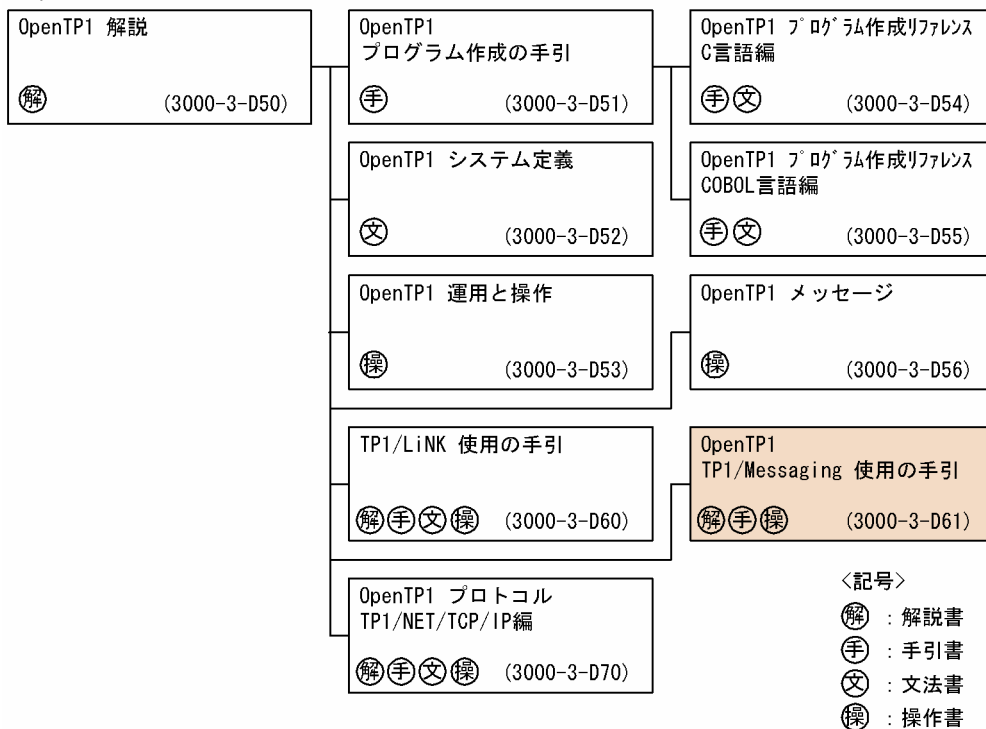 OpenTP1 解説
解 (3000-3-D50)
OpenTP1
プログラム作成の手引
手 (3000-3-D51)
OpenTP1 プログラム作成リファレンス
C言語編
手 文 (3000-3-D54)
OpenTP1 システム定義
文 (3000-3-D52)
OpenTP1 プログラム作成リファレンス
COBOL言語編
手 文 (3000-3-D55)
OpenTP1 運用と操作
操 (3000-3-D53)
OpenTP1 メッセージ
操 (3000-3-D56)
TP1/LiNK 使用の手引
解 手 文 操 (3000-3-D60)
OpenTP1
TP1/Messaging 使用の手引
解 手 操 (3000-3-D61)
OpenTP1 プロトコル
TP1/NET/TCP/IP編
解 手 文 操 (3000-3-D70)
〈記号〉
解 : 解説書
手 : 手引書
文 : 文法書
操 : 操作書